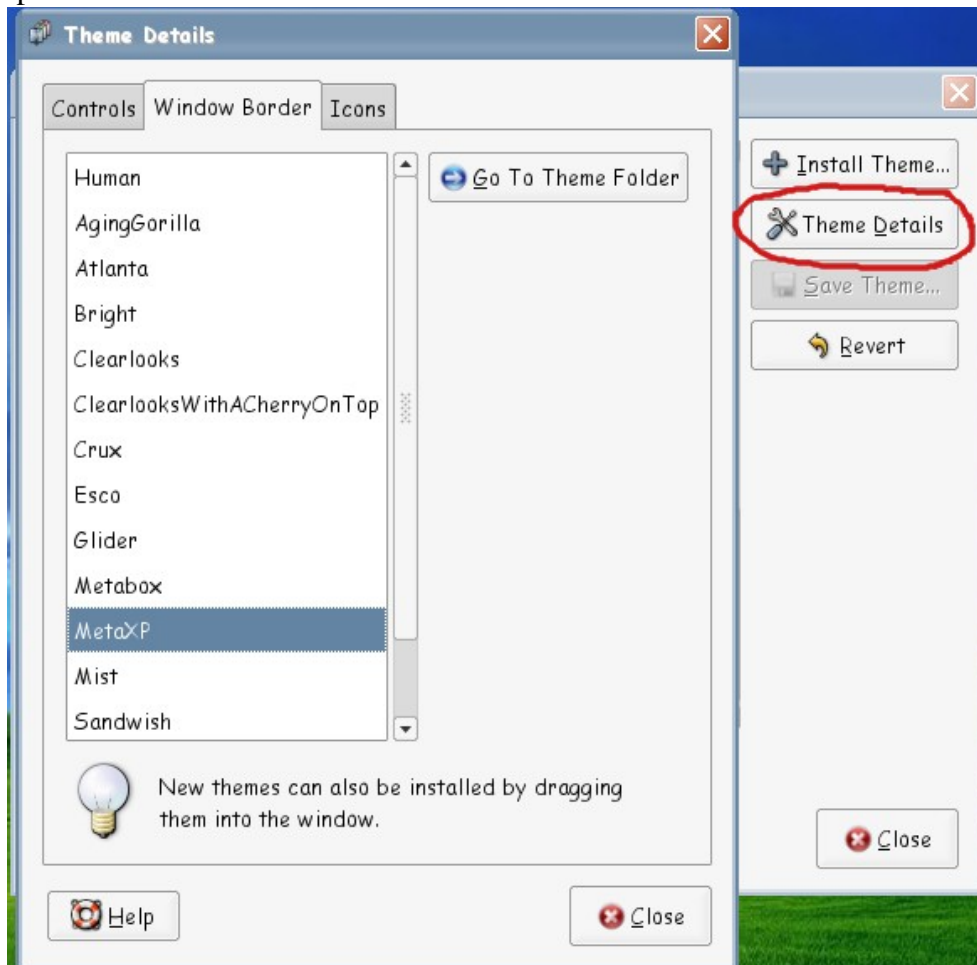 Theme Details
Controls
Window Border
Icons
Human
AgingGorilla
Atlanta
Bright
Clearlooks
ClearlooksWithACherryOnTop
Crux
Esco
Glider
Metabox
MetaXP
Mist
Sandwish
Go To Theme Folder
New themes can also be installed by dragging
them into the window.
Help
Close
Install Theme...
Theme Details
Save Theme...
Revert
Close